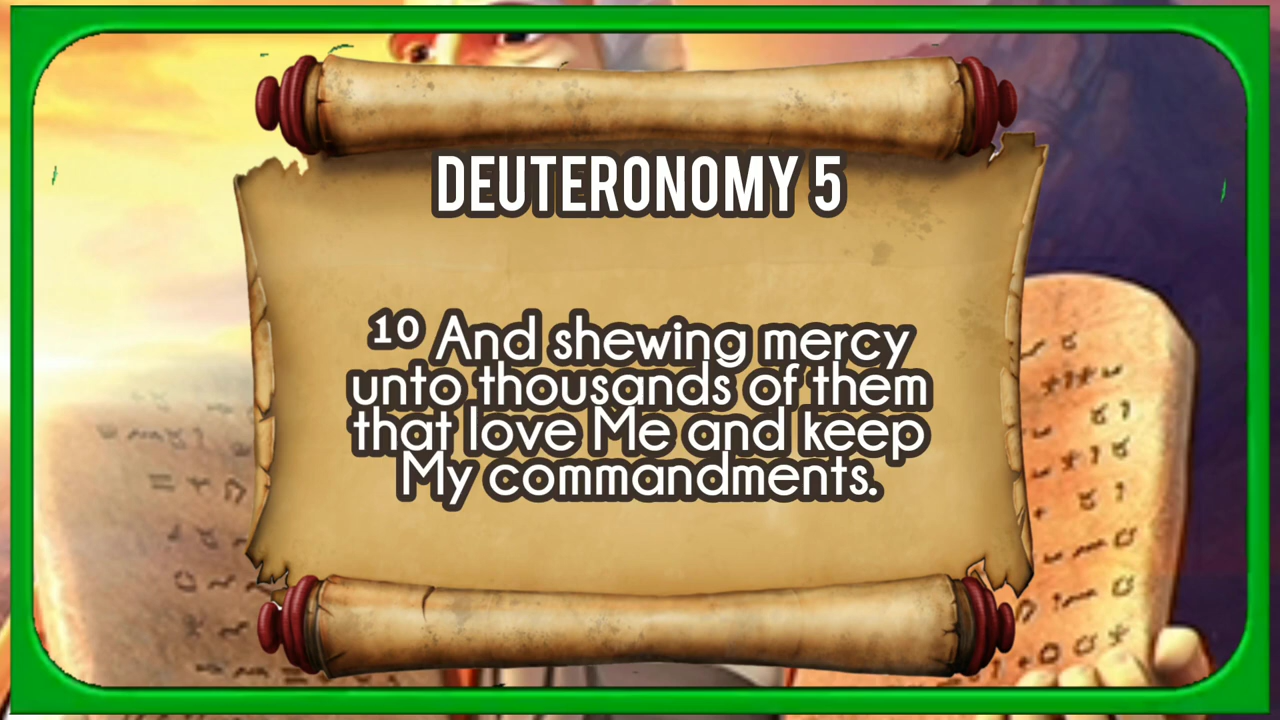 DEUTERONOMY 5
¹⁰ And shewing mercy
unto thousands of them
that love Me and keep
My commandments.